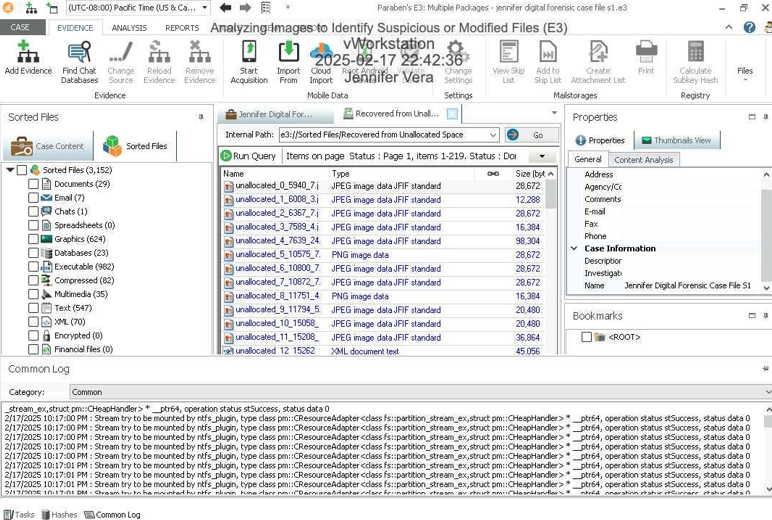 (UTC-08:00) Pacific Time (US & Ca...
Paraben's E3: Multiple Packages - jennifer digital forensic case file s1.e3
CASE EVIDENCE ANALYSIS REPORTS
Analyzing Images to Identify Suspicious or Modified Files (E3)
vWorkstation
2025-02-17 22:42:36
Jennifer Vera
Add Evidence
Find Chat Databases
Change Source
Reload Evidence
Remove Evidence
Start Acquisition
Import From
Cloud Import
Change Settings
View Skip List
Add to Skip List
Create Attachment List
Print
Calculate Subkey Hash
Files
Evidence
Mobile Data
Settings
Mailstorages
Registry
Sorted Files
Case Content
Sorted Files
Sorted Files (3,152)
Documents (29)
Email (7)
Chats (1)
Spreadsheets (0)
Graphics (624)
Databases (23)
Executable (982)
Compressed (82)
Multimedia (35)
Text (547)
XML (70)
Encrypted (0)
Financial files (0)
Jennifer Digital For...
Recovered from Unall...
Internal Path: e3://Sorted Files/Recovered from Unallocated Space
Go
Run Query Items on page Status : Page 1, items 1-219. Status : Dor
Name Type Size (byt
unallocated_0_5940_7.j JPEG image data JFIF standard 28,672
unallocated_1_6008_3.j JPEG image data JFIF standard 12,288
unallocated_2_6367_7.j JPEG image data JFIF standard 28,672
unallocated_3_7589_4.j JPEG image data JFIF standard 16,384
unallocated_4_7639_24. JPEG image data JFIF standard 98,304
unallocated_5_10575_7. PNG image data 28,672
unallocated_6_10800_7. JPEG image data JFIF standard 28,672
unallocated_7_10872_7. JPEG image data JFIF standard 28,672
unallocated_8_11751_4. PNG image data 16,384
unallocated_9_11794_5. JPEG image data JFIF standard 20,480
unallocated_10_15058_ JPEG image data JFIF standard 20,480
unallocated_11_15208_ JPEG image data JFIF standard 36,864
unallocated_12_15262 XML document text 45,056
Properties
Properties
Thumbnails View
General
Content Analysis
Address
Agency/Cc
Comments
E-mail
Fax
Phone
Case Information
Description
Investigat
Name Jennifer Digital Forensic Case File S1
Bookmarks
<ROOT>
Common Log
Category: Common
_stream_ex,struct pm::CHeapHandler> * __ptr64, operation status stSuccess, status data 0
2/17/2025 10:17:00 PM : Stream try to be mounted by ntfs_plugin, type class pm::CResourceAdapter<class fs::partition_stream_ex,struct pm::CHeapHandler> * __ptr64, operation status stSuccess, status data 0
2/17/2025 10:17:00 PM : Stream try to be mounted by ntfs_plugin, type class pm::CResourceAdapter<class fs::partition_stream_ex,struct pm::CHeapHandler> * __ptr64, operation status stSuccess, status data 0
2/17/2025 10:17:00 PM : Stream try to be mounted by ntfs_plugin, type class pm::CResourceAdapter<class fs::partition_stream_ex,struct pm::CHeapHandler> * __ptr64, operation status stSuccess, status data 0
2/17/2025 10:17:00 PM : Stream try to be mounted by ntfs_plugin, type class pm::CResourceAdapter<class fs::partition_stream_ex,struct pm::CHeapHandler> * __ptr64, operation status stSuccess, status data 0
2/17/2025 10:17:01 PM : Stream try to be mounted by ntfs_plugin, type class pm::CResourceAdapter<class fs::partition_stream_ex,struct pm::CHeapHandler> * __ptr64, operation status stSuccess, status data 0
2/17/2025 10:17:01 PM : Stream try to be mounted by ntfs_plugin, type class pm::CResourceAdapter<class fs::partition_stream_ex,struct pm::CHeapHandler> * __ptr64, operation status stSuccess, status data 0
2/17/2025 10:17:01 PM : Stream try to be mounted by ntfs_plugin, type class pm::CResourceAdapter<class fs::partition_stream_ex,struct pm::CHeapHandler> * __ptr64, operation status stSuccess, status data 0
Tasks Hashes Common Log